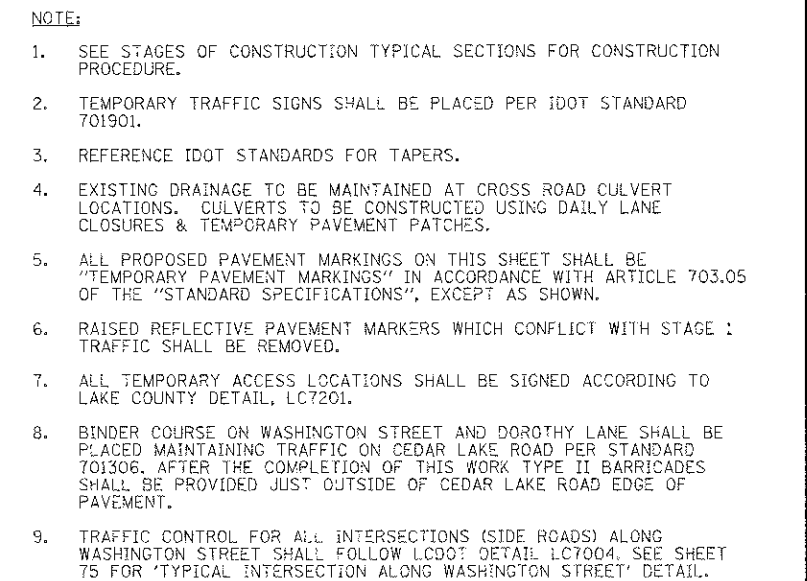 NOTE:
1. SEE STAGES OF CONSTRUCTION TYPICAL SECTIONS FOR CONSTRUCTION
PROCEDURE.
2. TEMPORARY TRAFFIC SIGNS SHALL BE PLACED PER IDOT STANDARD
701901.
3. REFERENCE IDOT STANDARDS FOR TAPERS.
4. EXISTING DRAINAGE TO BE MAINTAINED AT CROSS ROAD CULVERT
LOCATIONS. CULVERTS TO BE CONSTRUCTED USING DAILY LANE
CLOSURES & TEMPORARY PAVEMENT PATCHES.
5. ALL PROPOSED PAVEMENT MARKINGS ON THIS SHEET SHALL BE
"TEMPORARY PAVEMENT MARKINGS" IN ACCORDANCE WITH ARTICLE 703.05
OF THE "STANDARD SPECIFICATIONS", EXCEPT AS SHOWN.
6. RAISED REFLECTIVE PAVEMENT MARKERS WHICH CONFLICT WITH STAGE 1
TRAFFIC SHALL BE REMOVED.
7. ALL TEMPORARY ACCESS LOCATIONS SHALL BE SIGNED ACCORDING TO
LAKE COUNTY DETAIL, LC7201.
8. BINDER COURSE ON WASHINGTON STREET AND DOROTHY LANE SHALL BE
PLACED MAINTAINING TRAFFIC ON CEDAR LAKE ROAD PER STANDARD
701306. AFTER THE COMPLETION OF THIS WORK TYPE II BARRICADES
SHALL BE PROVIDED JUST OUTSIDE OF CEDAR LAKE ROAD EDGE OF
PAVEMENT.
9. TRAFFIC CONTROL FOR ALL INTERSECTIONS (SIDE ROADS) ALONG
WASHINGTON STREET SHALL FOLLOW LCDOT DETAIL LC7004. SEE SHEET
75 FOR 'TYPICAL INTERSECTION ALONG WASHINGTON STREET' DETAIL.